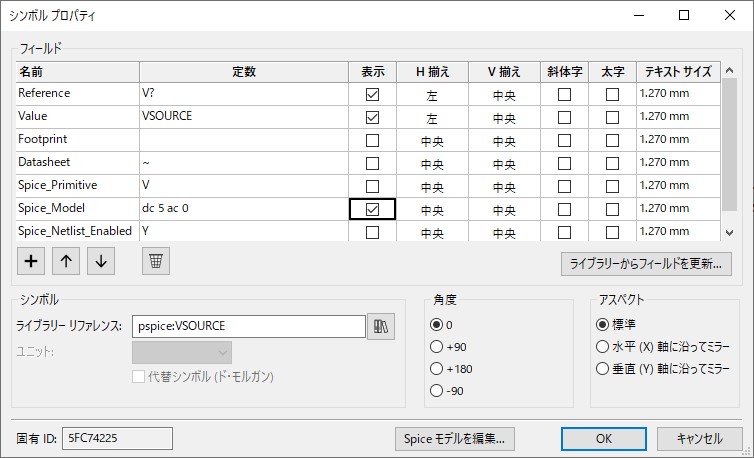 シンボル プロパティ
フィールド
名前 定数 表示 H 揃え V 揃え 斜体字 太字 テキスト サイズ
Reference V? 左 中央 1.270 mm
Value VSOURCE 左 中央 1.270 mm
Footprint 中央 中央 1.270 mm
Datasheet ~ 中央 中央 1.270 mm
Spice_Primitive V 中央 中央 1.270 mm
Spice_Model dc 5 ac 0 中央 中央 1.270 mm
Spice_Netlist_Enabled Y 中央 中央 1.270 mm
ライブラリーからフィールドを更新...
シンボル
ライブラリー リファレンス: pspice:VSOURCE
ユニット:
代替シンボル (ド・モルガン)
角度
0
+90
+180
-90
アスペクト
標準
水平 (X) 軸に沿ってミラー
垂直 (Y) 軸に沿ってミラー
固有 ID: 5FC74225
Spice モデルを編集...
OK
キャンセル